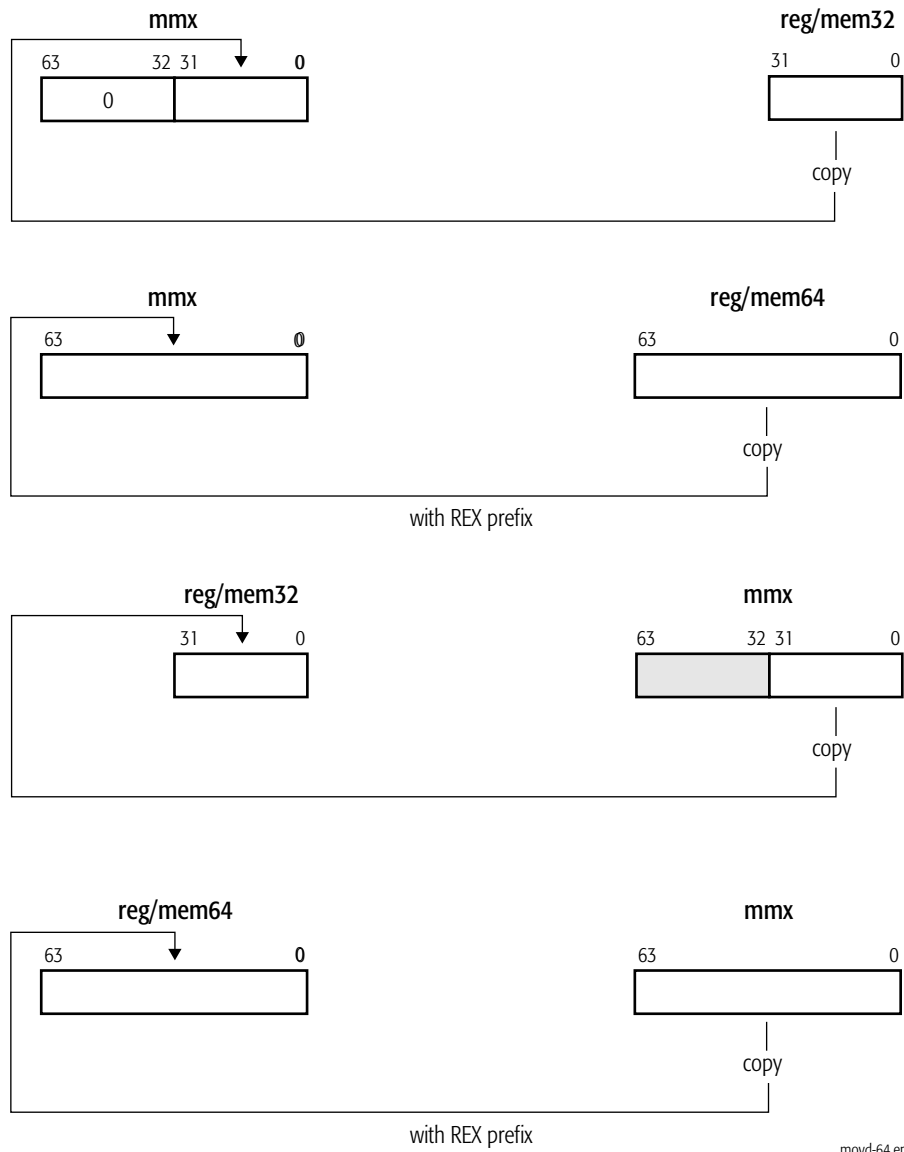 mmx reg/mem32
63 32 31 0 31 0
0
copy
mmx reg/mem64
63 0 63 0
copy
with REX prefix
reg/mem32 mmx
31 0 63 32 31 0
copy
reg/mem64 mmx
63 0 63 0
copy
with REX prefix